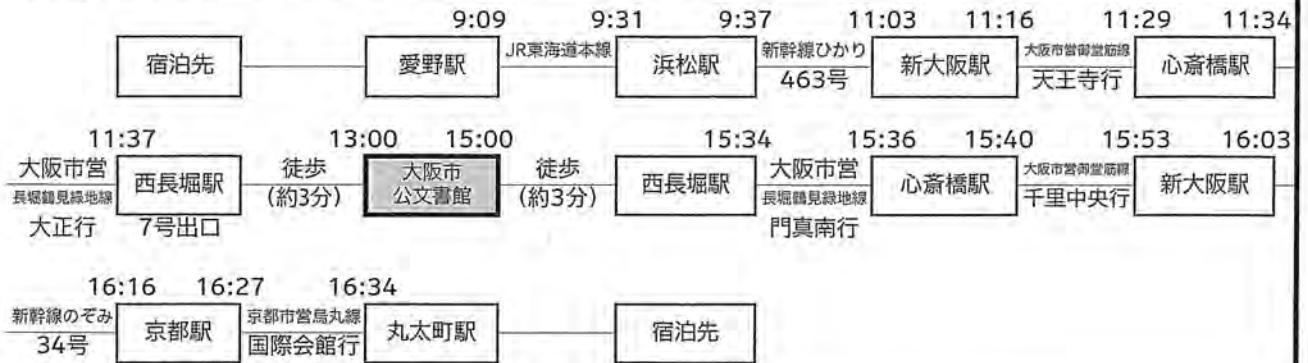 9:09 9:31 9:37 11:03 11:16 11:29 11:34
宿泊先 愛野駅 JR東海道本線 浜松駅 新幹線ひかり 463号 新大阪駅 大阪市営御堂筋線 天王寺行 心斎橋駅
11:37 13:00 15:00 15:34 15:36 15:40 15:53 16:03
大阪市営 長堀鶴見緑地線 大正行 西長堀駅 7号出口 徒歩 (約3分) 大阪市 公文書館 徒歩 (約3分) 西長堀駅 大阪市営 長堀鶴見緑地線 門真南行 心斎橋駅 大阪市営御堂筋線 千里中央行 新大阪駅
16:16 16:27 16:34
新幹線のぞみ 34号 京都駅 京都市営烏丸線 国際会館行 丸太町駅 宿泊先